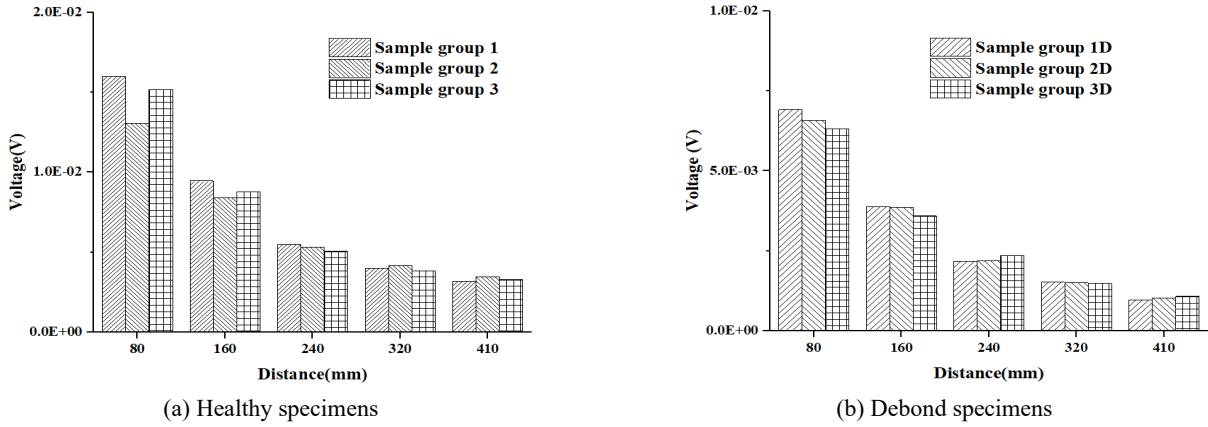 2.0E-02
1.0E-02
0.0E+00
Voltage(V)
Sample group 1
Sample group 2
Sample group 3
80 160 240 320 410
Distance(mm)
(a) Healthy specimens
1.0E-02
5.0E-03
0.0E+00
Voltage (V)
Sample group 1D
Sample group 2D
Sample group 3D
80 160 240 320 410
Distance(mm)
(b) Debond specimens